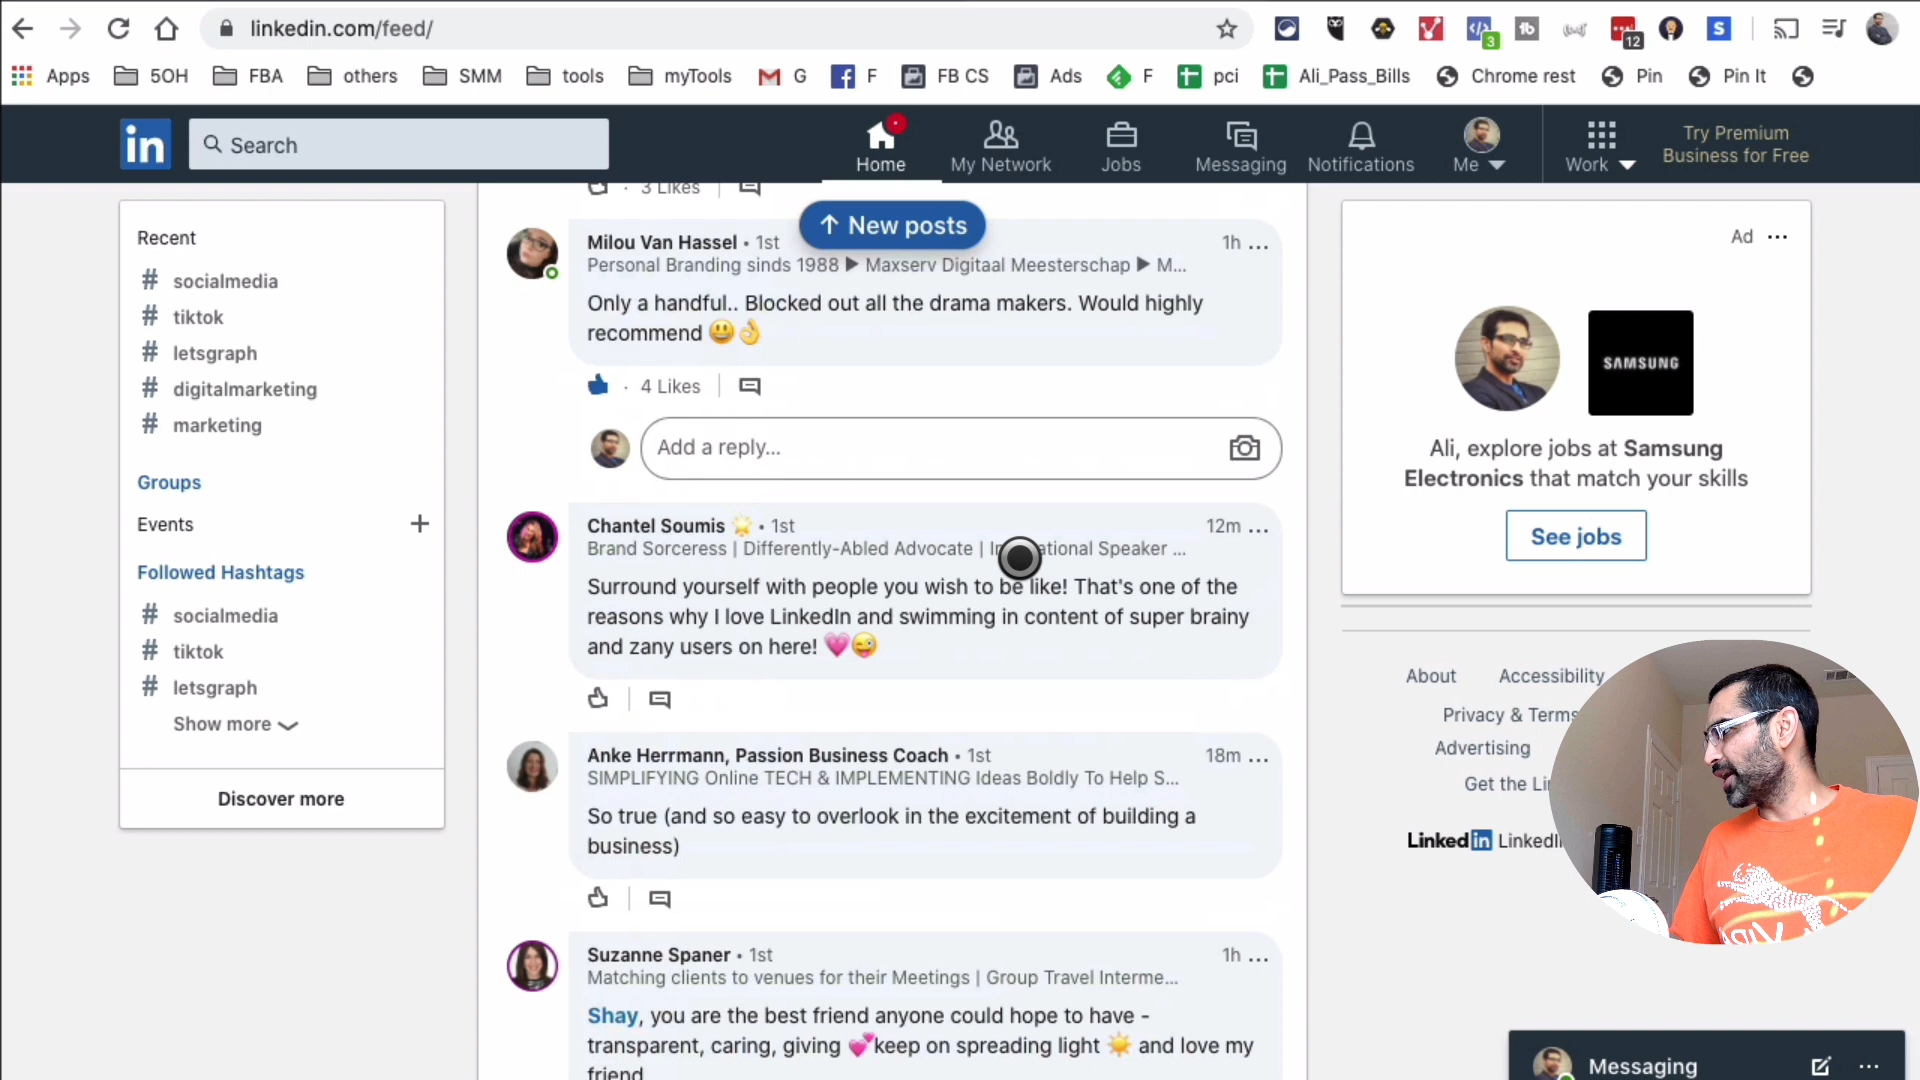 linkedin.com/feed/
3
12
Apps 5OH FBA others SMM tools myTools G F FB CS Ads F pci Ali_Pass_Bills Chrome rest Pin Pin It
in Search Home My Network Jobs Messaging Notifications Me Work Try Premium
Business for Free
3 Likes
New posts
Recent
# socialmedia
# tiktok
# letsgraph
# digitalmarketing
# marketing
Groups
Events +
Followed Hashtags
# socialmedia
# tiktok
# letsgraph
Show more
Discover more
Milou Van Hassel • 1st 1h ...
Personal Branding sinds 1988 ▶ Maxserv Digitaal Meesterschap ▶ M...
Only a handful.. Blocked out all the drama makers. Would highly
recommend 😃👌
· 4 Likes
Add a reply...
Chantel Soumis 🌟 • 1st 12m ...
Brand Sorceress | Differently-Abled Advocate | Speaker ...
Surround yourself with people you wish to be like! That's one of the
reasons why I love LinkedIn and swimming in content of super brainy
and zany users on here! 💗😜
Anke Herrmann, Passion Business Coach • 1st 18m ...
SIMPLIFYING Online TECH & IMPLEMENTING Ideas Boldly To Help S...
So true (and so easy to overlook in the excitement of building a
business)
Suzanne Spaner • 1st 1h ...
Matching clients to venues for their Meetings | Group Travel Interme...
Shay, you are the best friend anyone could hope to have -
transparent, caring, giving 💕keep on spreading light ☀️ and love my
friend
Ad ...
SAMSUNG
Ali, explore jobs at Samsung
Electronics that match your skills
See jobs
About Accessibility
Privacy & Terms
Advertising
Get the
Linkedin
Messaging ...